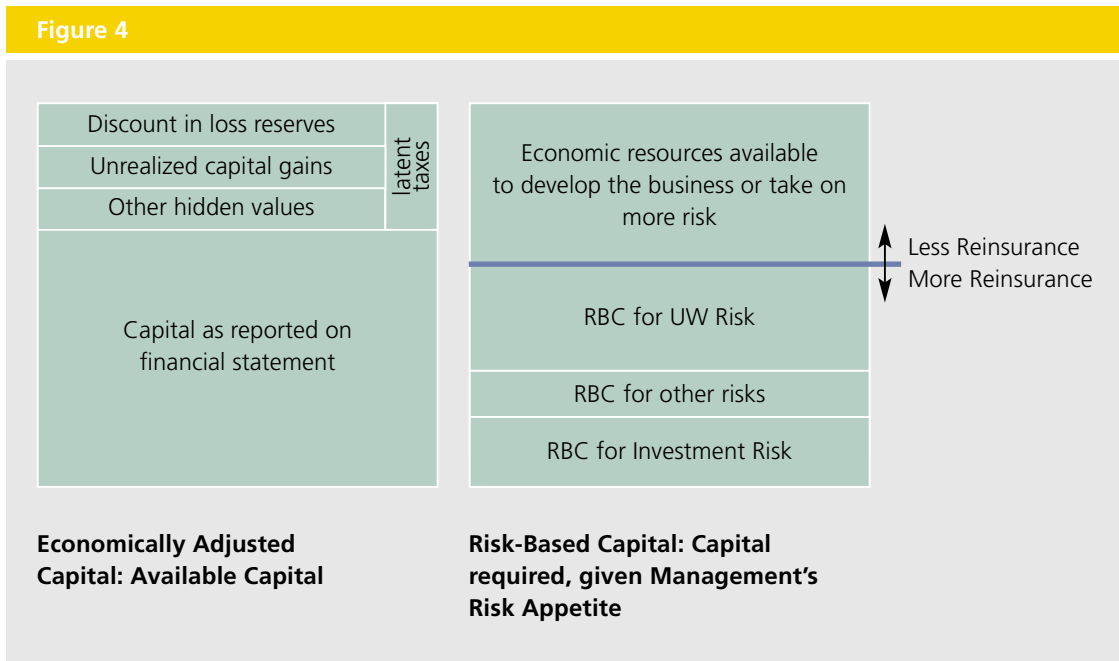 Figure 4
Discount in loss reserves
Unrealized capital gains
Other hidden values
latent
taxes
Capital as reported on
financial statement
Economic resources available
to develop the business or take on
more risk
Less Reinsurance
More Reinsurance
RBC for UW Risk
RBC for other risks
RBC for Investment Risk
Economically Adjusted
Capital: Available Capital
Risk-Based Capital: Capital
required, given Management’s
Risk Appetite